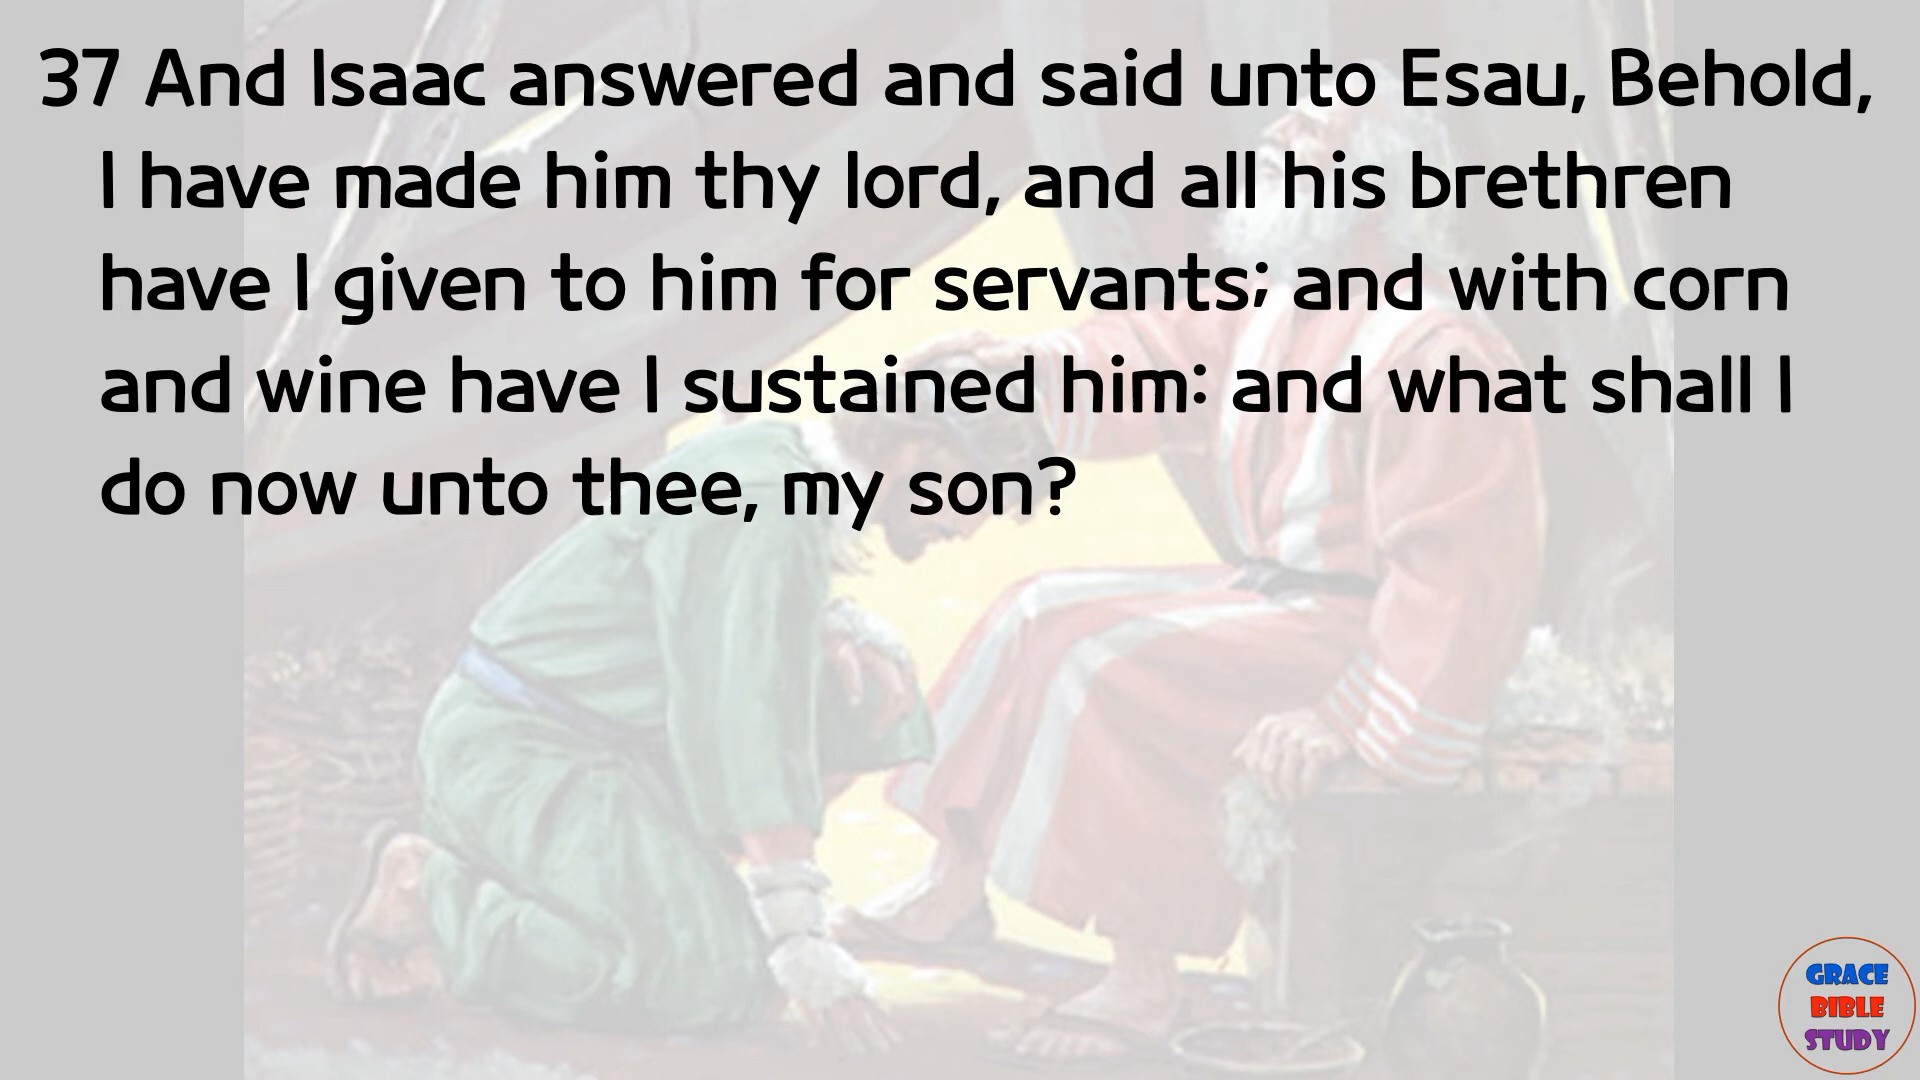 37 And Isaac answered and said unto Esau, Behold,
I have made him thy lord, and all his brethren
have I given to him for servants; and with corn
and wine have I sustained him: and what shall I
do now unto thee, my son?
GRACE
BIBLE
STUDY